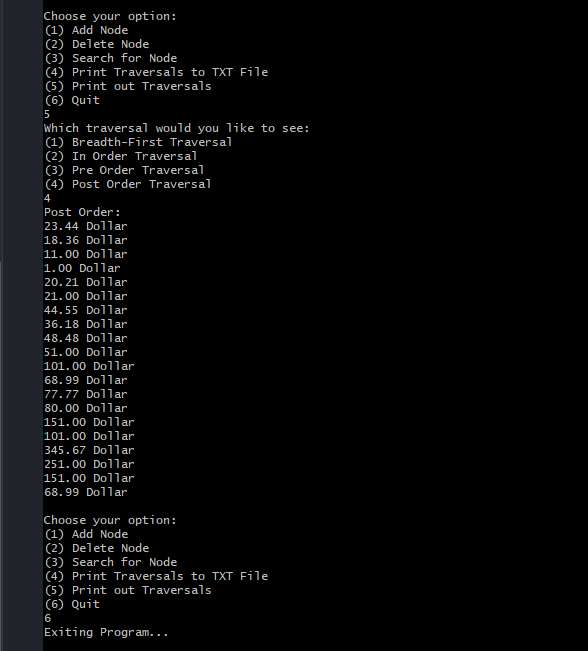 Choose your option:
(1) Add Node
(2) Delete Node
(3) Search for Node
(4) Print Traversals to TXT File
(5) Print out Traversals
(6) Quit
5
Which traversal would you like to see:
(1) Breadth-First Traversal
(2) In Order Traversal
(3) Pre Order Traversal
(4) Post Order Traversal
4
Post Order:
23.44 Dollar
18.36 Dollar
11.00 Dollar
1.00 Dollar
20.21 Dollar
21.00 Dollar
44.55 Dollar
36.18 Dollar
48.48 Dollar
51.00 Dollar
101.00 Dollar
68.99 Dollar
77.77 Dollar
80.00 Dollar
151.00 Dollar
101.00 Dollar
345.67 Dollar
251.00 Dollar
151.00 Dollar
68.99 Dollar
Choose your option:
(1) Add Node
(2) Delete Node
(3) Search for Node
(4) Print Traversals to TXT File
(5) Print out Traversals
(6) Quit
6
Exiting Program...